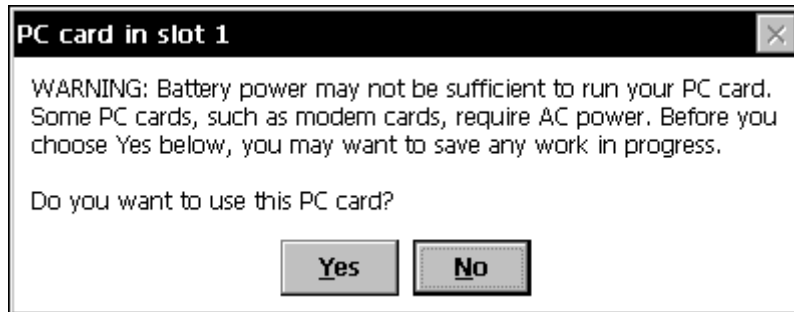 PC card in slot 1
WARNING: Battery power may not be sufficient to run your PC card.
Some PC cards, such as modem cards, require AC power. Before you
choose Yes below, you may want to save any work in progress.
Do you want to use this PC card?
Yes No